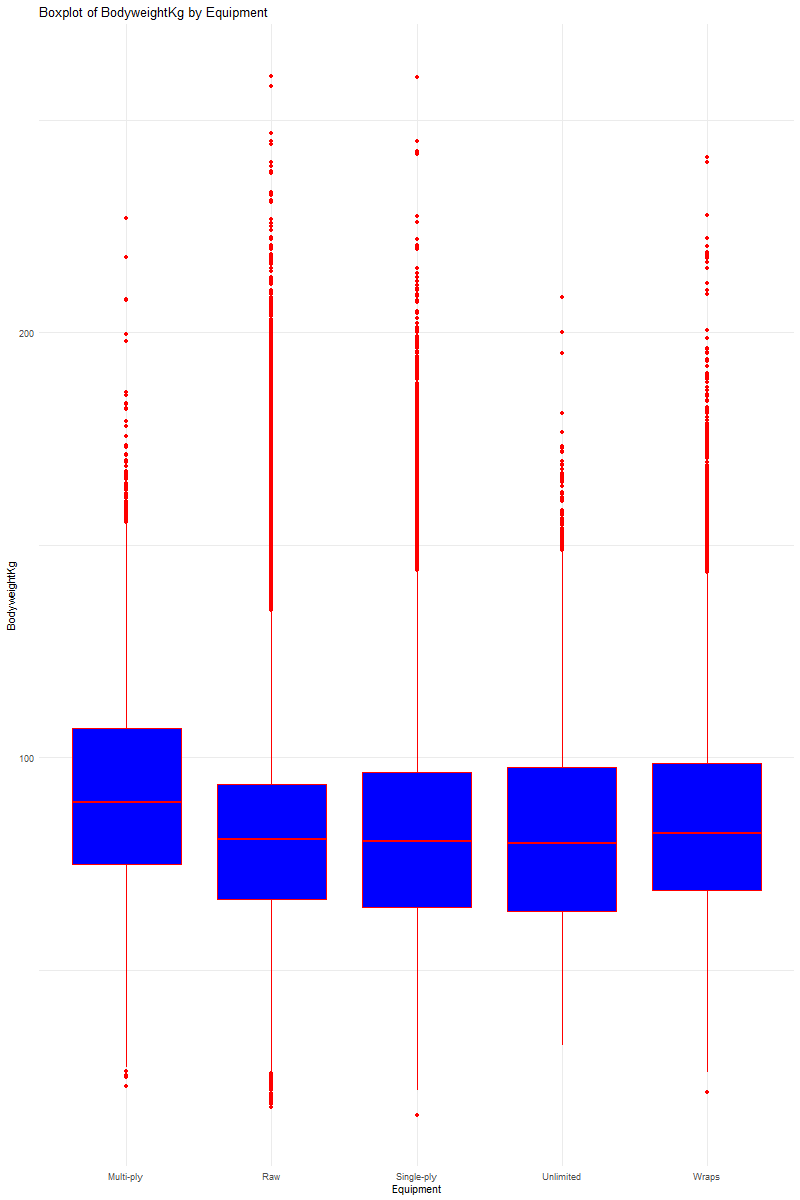 Boxplot of BodyweightKg by Equipment
BodyweightKg
200
100
Multi-ply Raw Single-ply Unlimited Wraps
Equipment